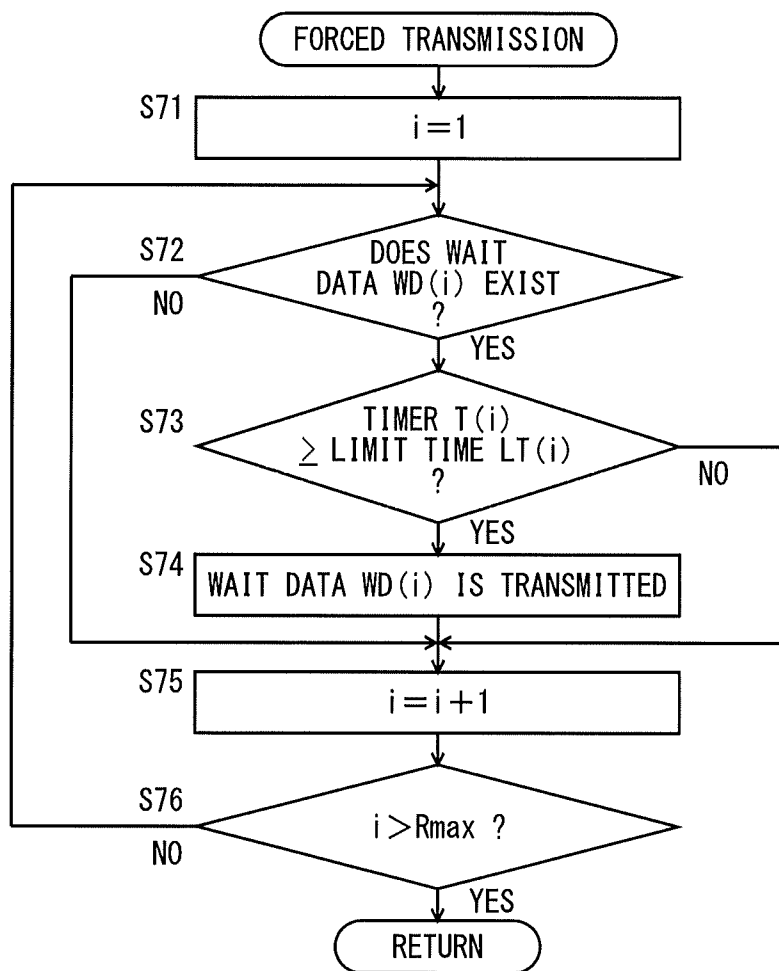 FORCED TRANSMISSION
S71
i=1
S72
DOES WAIT
DATA WD(i) EXIST
?
NO
YES
S73
TIMER T(i)
≥ LIMIT TIME LT(i)
?
NO
YES
S74
WAIT DATA WD(i) IS TRANSMITTED
S75
i=i+1
S76
i>Rmax ?
NO
YES
RETURN